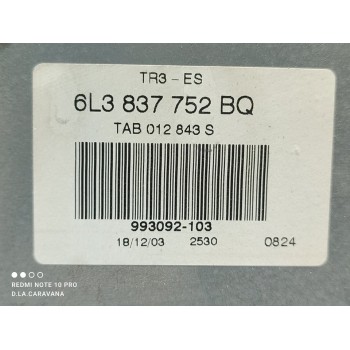 TR3 - ES
6L3 837 752 BQ
TAB 012 843 S
993092-103
18/12/03 2530 0824
REDMI NOTE 10 PRO
D.LA.CARAVANA